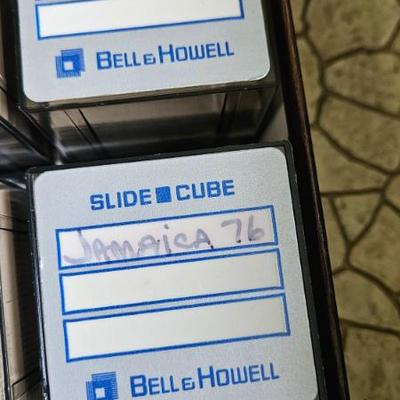 BELL & HOWELL
SLIDE CUBE
JAMAICA 76
BELL & HOWELL